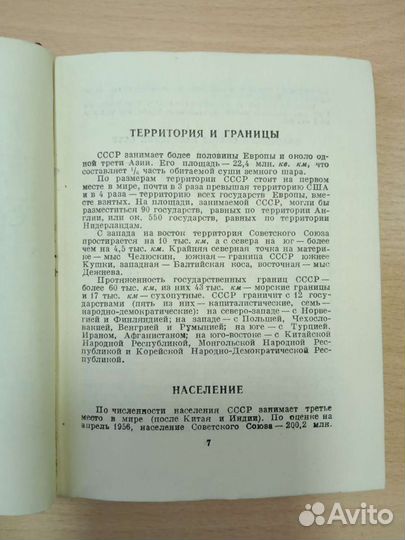 ТЕРРИТОРИЯ И ГРАНИЦЫ
СССР занимает более половины Европы и около од-
ной трети Азии. Его площадь — 22,4 млн. кв. км, что
составляет 1/6 часть обитаемой суши земного шара.
По размерам территории СССР стоит на первом
месте в мире, почти в 3 раза превышая территорию США
и в 4 раза — территорию всей государств Европы, вместе
взятых. На площади, занимаемой СССР, могли бы
разместиться 90 государств, равных по территории Ан-
глии, или ок. 550 государств, равных по территории
Нидерландам.
С запада на восток территория Советского Союза
простирается на 10 тыс. км, а с севера на юг — бо-
лее чем на 4,5 тыс. км. Крайняя северная точка на матери-
ке — мыс Челюскин, южная — граница СССР южнее
Кушки, западная — Балтийская коса, восточная — мыс
Дежнева.
Протяженность государственных границ СССР —
более 60 тыс. км, из них 43 тыс. км — морские границы
и 17 тыс. км — сухопутные. СССР граничит с 12 госу-
дарствами (пять из них — капиталистические, семь —
народно-демократические): на северо-западе — с Норве-
гией и Финляндией; на западе — с Польшей, Чехосло-
вакией, Венгрией и Румынией; на юге — с Турцией,
Ираном, Афганистаном; на юго-востоке — с Китайской
Народной Республикой, Монгольской Народной Рес-
публикой и Корейской Народно-Демократической Рес-
публикой.
НАСЕЛЕНИЕ
По численности населения СССР занимает третье
место в мире (после Китая и Индии). По оценке на
апрель 1956, население Советского Союза — 200,2 млн.
7
Avito